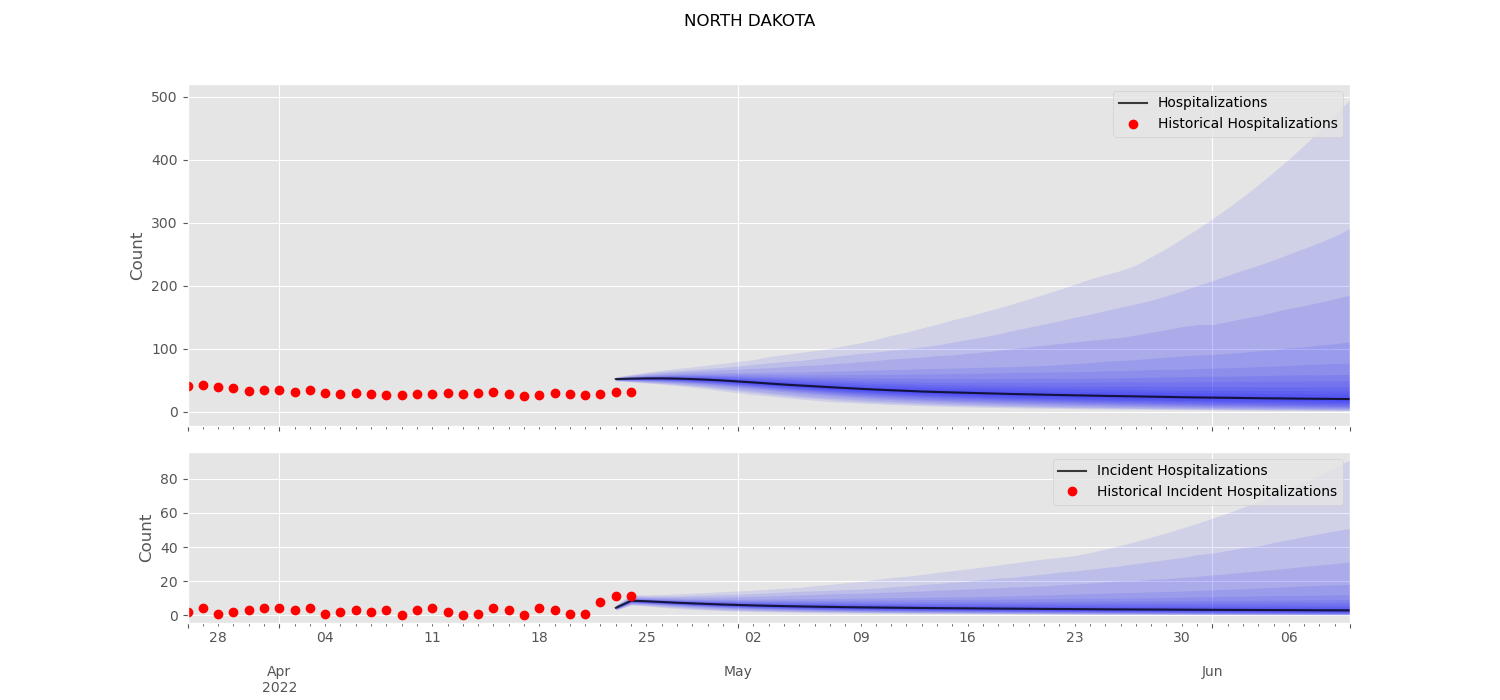 NORTH DAKOTA
500
400
300
200
100
0
Count
Hospitalizations
Historical Hospitalizations
80
60
40
20
0
Count
Incident Hospitalizations
Historical Incident Hospitalizations
28 04 11 18 25 02 09 16 23 30 06
Apr May Jun
2022